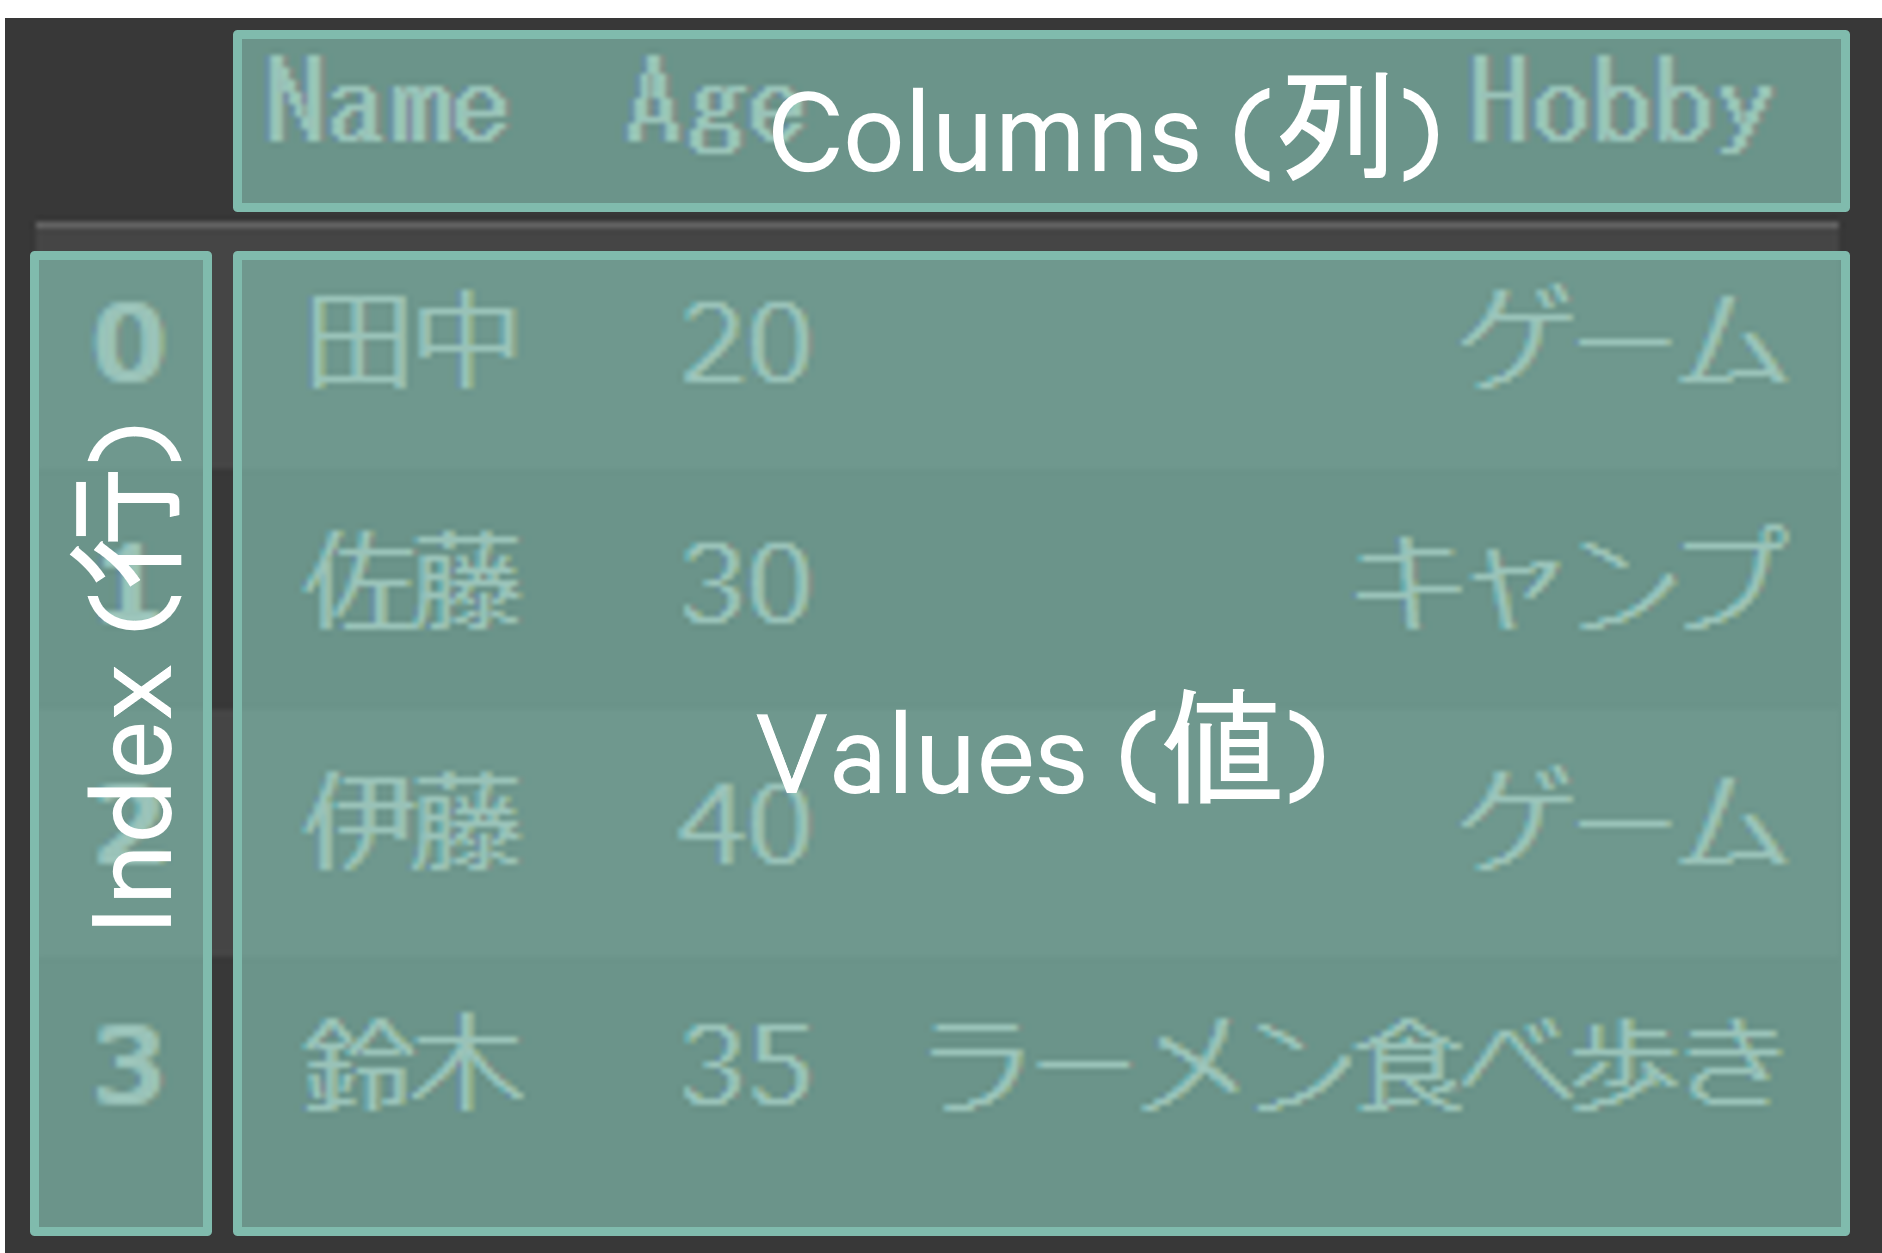 Name Age Hobby
Columns (列)
Index (行)
0 田中 20 ゲーム
1 佐藤 30 キャンプ
Values (値)
2 伊藤 40 ゲーム
3 鈴木 35 ラーメン食べ歩き